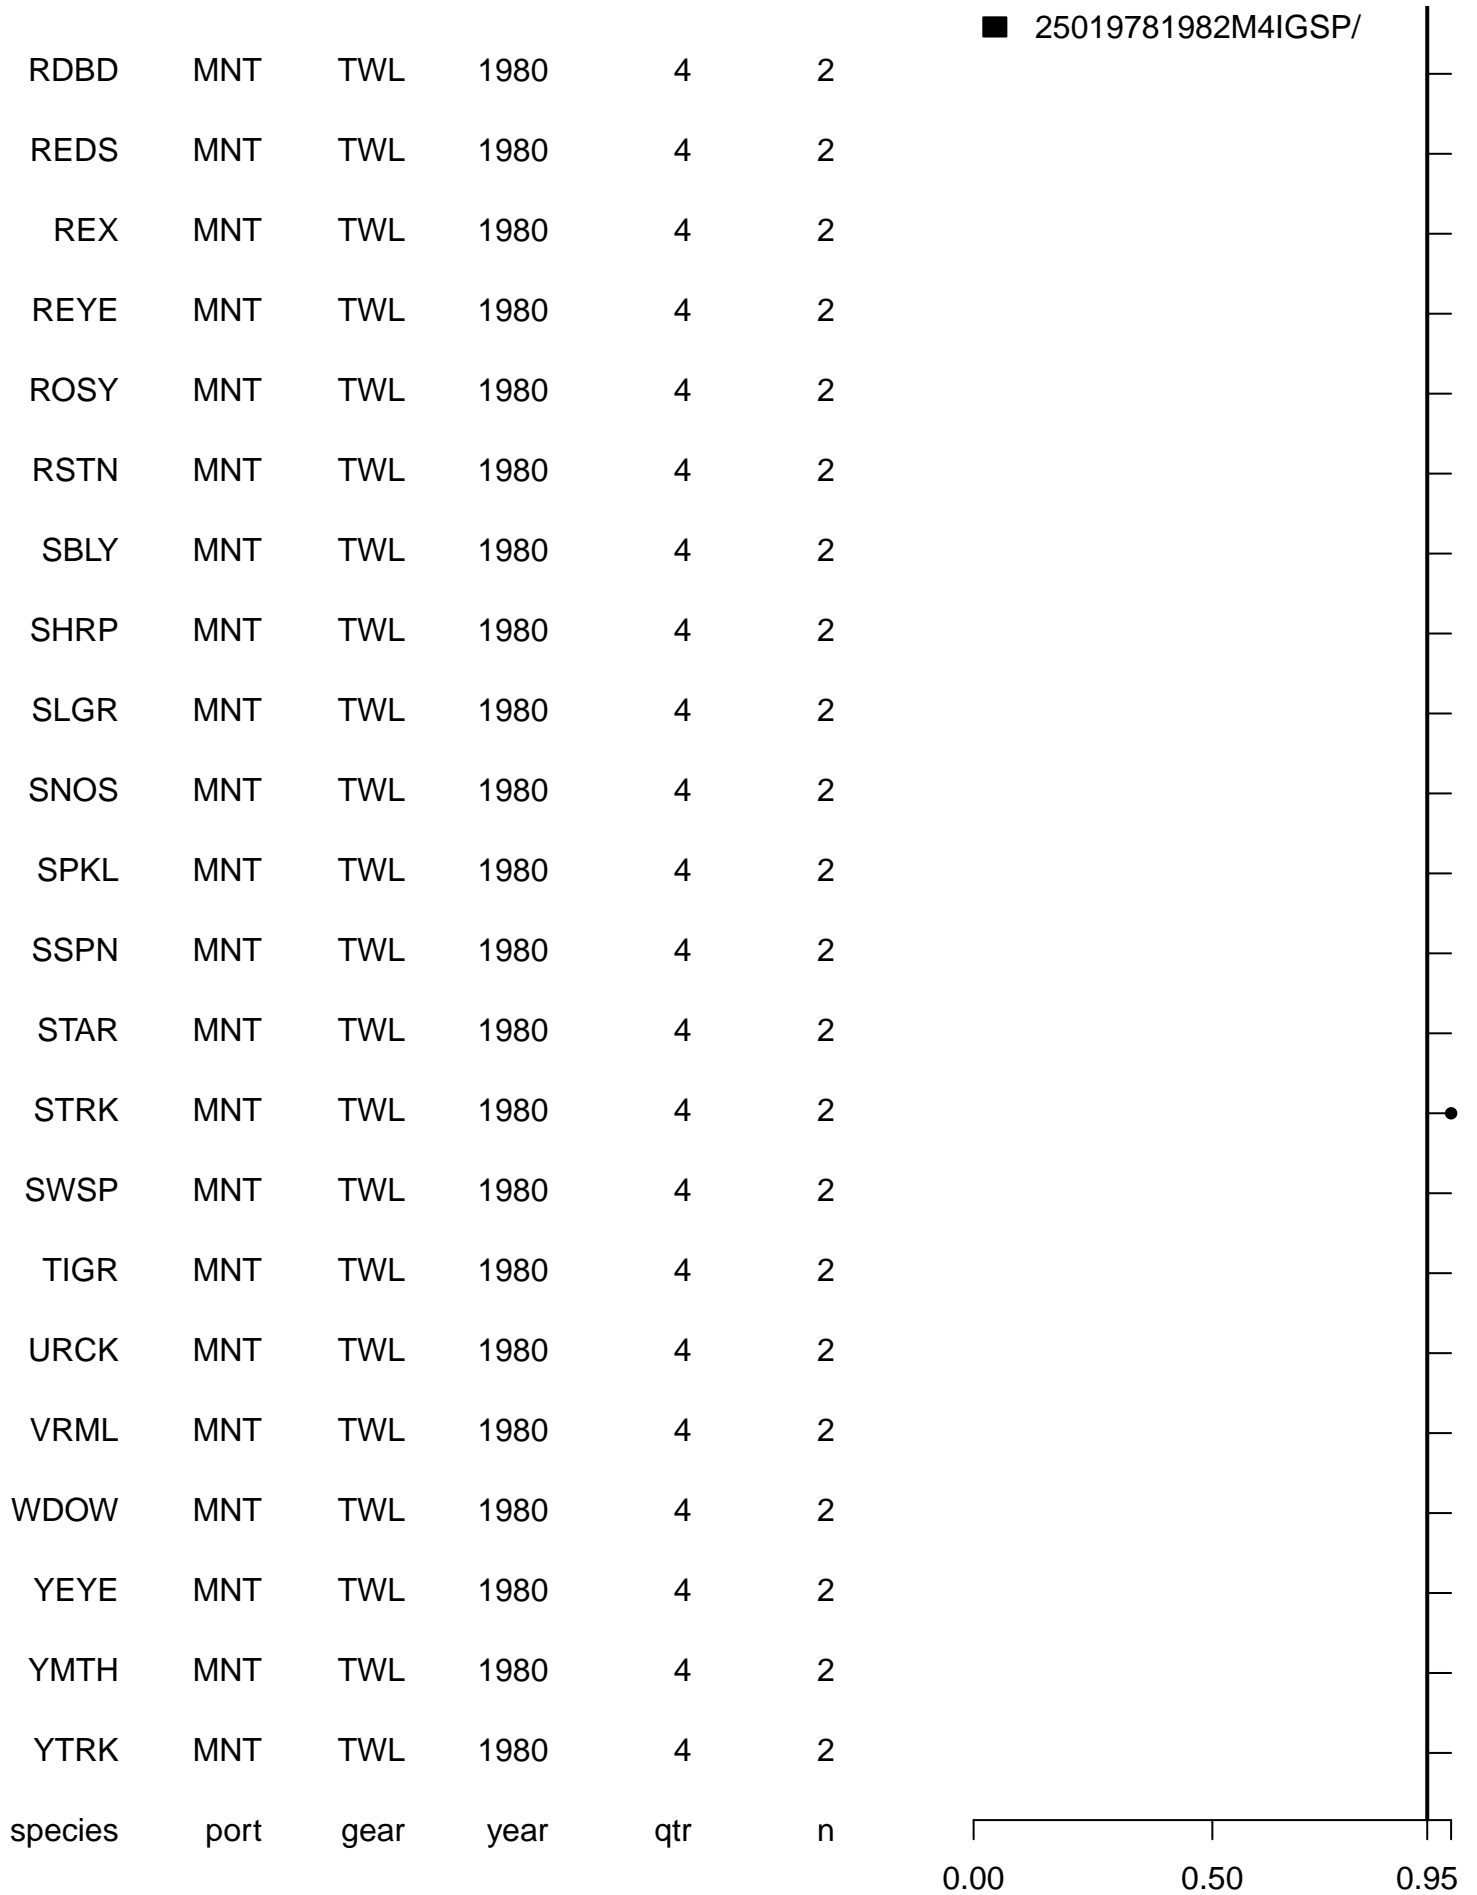 25019781982M4IGSP/
RDBD MNT TWL 1980 4 2
REDS MNT TWL 1980 4 2
REX MNT TWL 1980 4 2
REYE MNT TWL 1980 4 2
ROSY MNT TWL 1980 4 2
RSTN MNT TWL 1980 4 2
SBLY MNT TWL 1980 4 2
SHRP MNT TWL 1980 4 2
SLGR MNT TWL 1980 4 2
SNOS MNT TWL 1980 4 2
SPKL MNT TWL 1980 4 2
SSPN MNT TWL 1980 4 2
STAR MNT TWL 1980 4 2
STRK MNT TWL 1980 4 2
SWSP MNT TWL 1980 4 2
TIGR MNT TWL 1980 4 2
URCK MNT TWL 1980 4 2
VRML MNT TWL 1980 4 2
WDOW MNT TWL 1980 4 2
YEYE MNT TWL 1980 4 2
YMTH MNT TWL 1980 4 2
YTRK MNT TWL 1980 4 2
species port gear year qtr n
0.00 0.50 0.95